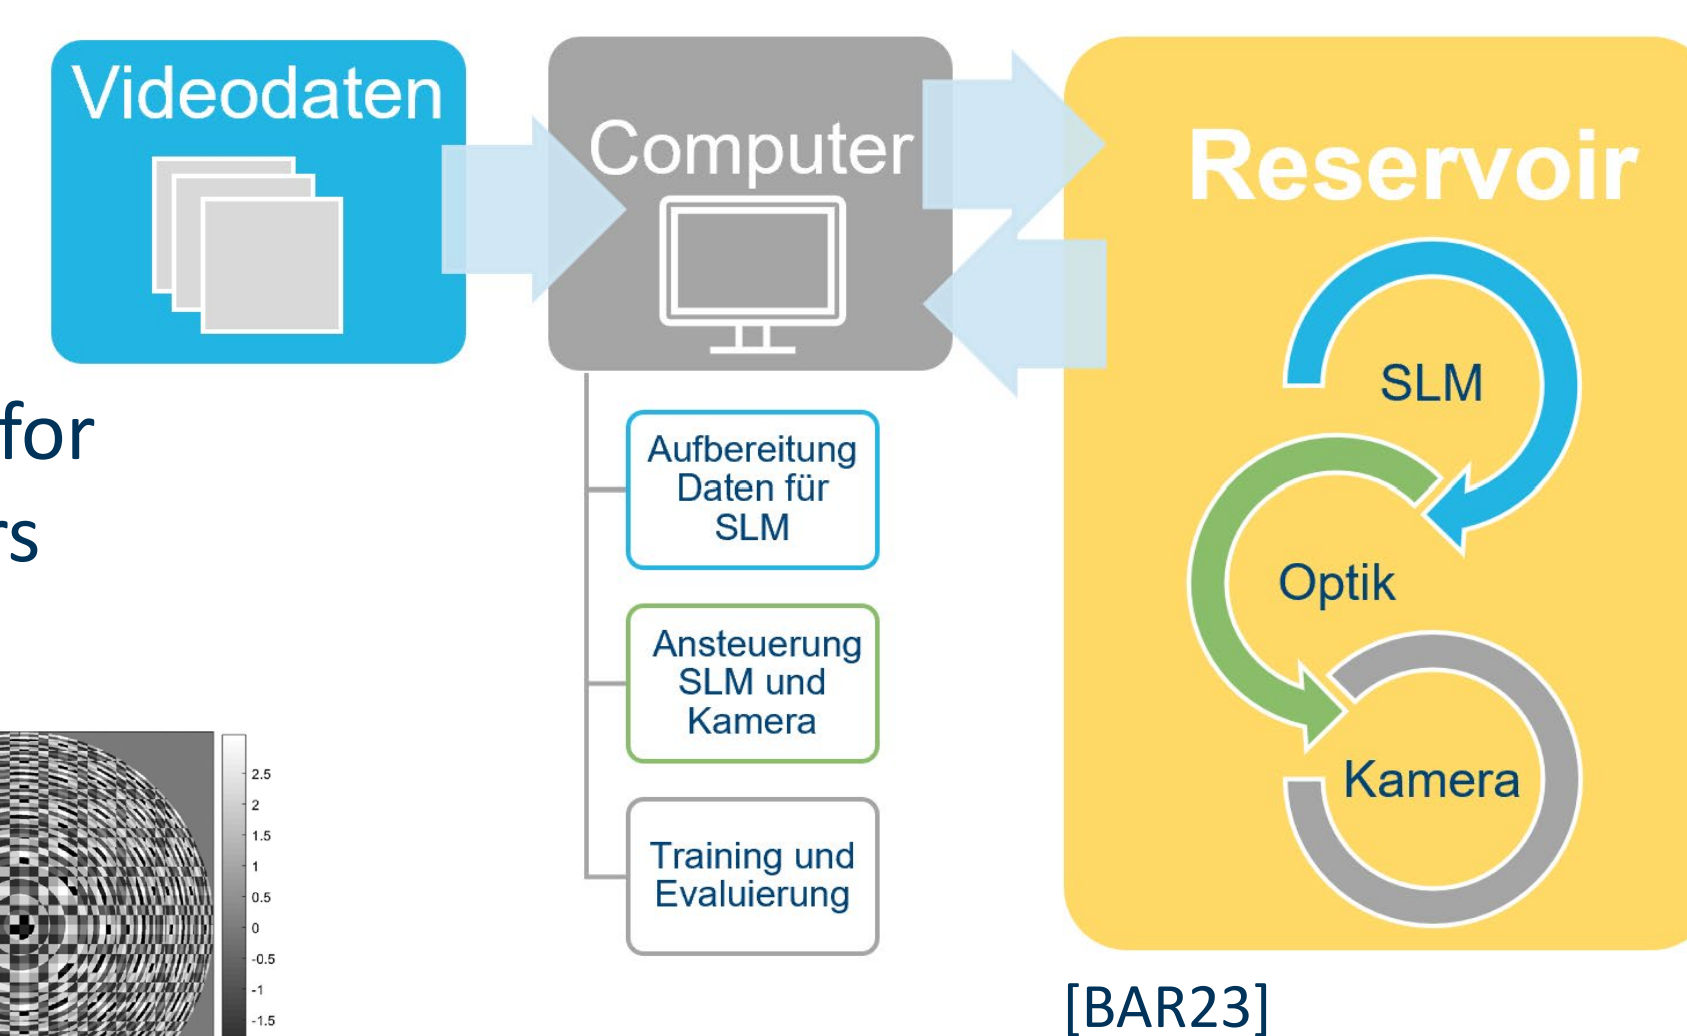 Videodaten
Computer
Reservoir
SLM
Optik
Kamera
Aufbereitung
Daten für
SLM
Ansteuerung
SLM und
Kamera
Training und
Evaluierung
for
rs
2.5
2
1.5
1
0.5
0
-0.5
-1
-1.5
[BAR23]